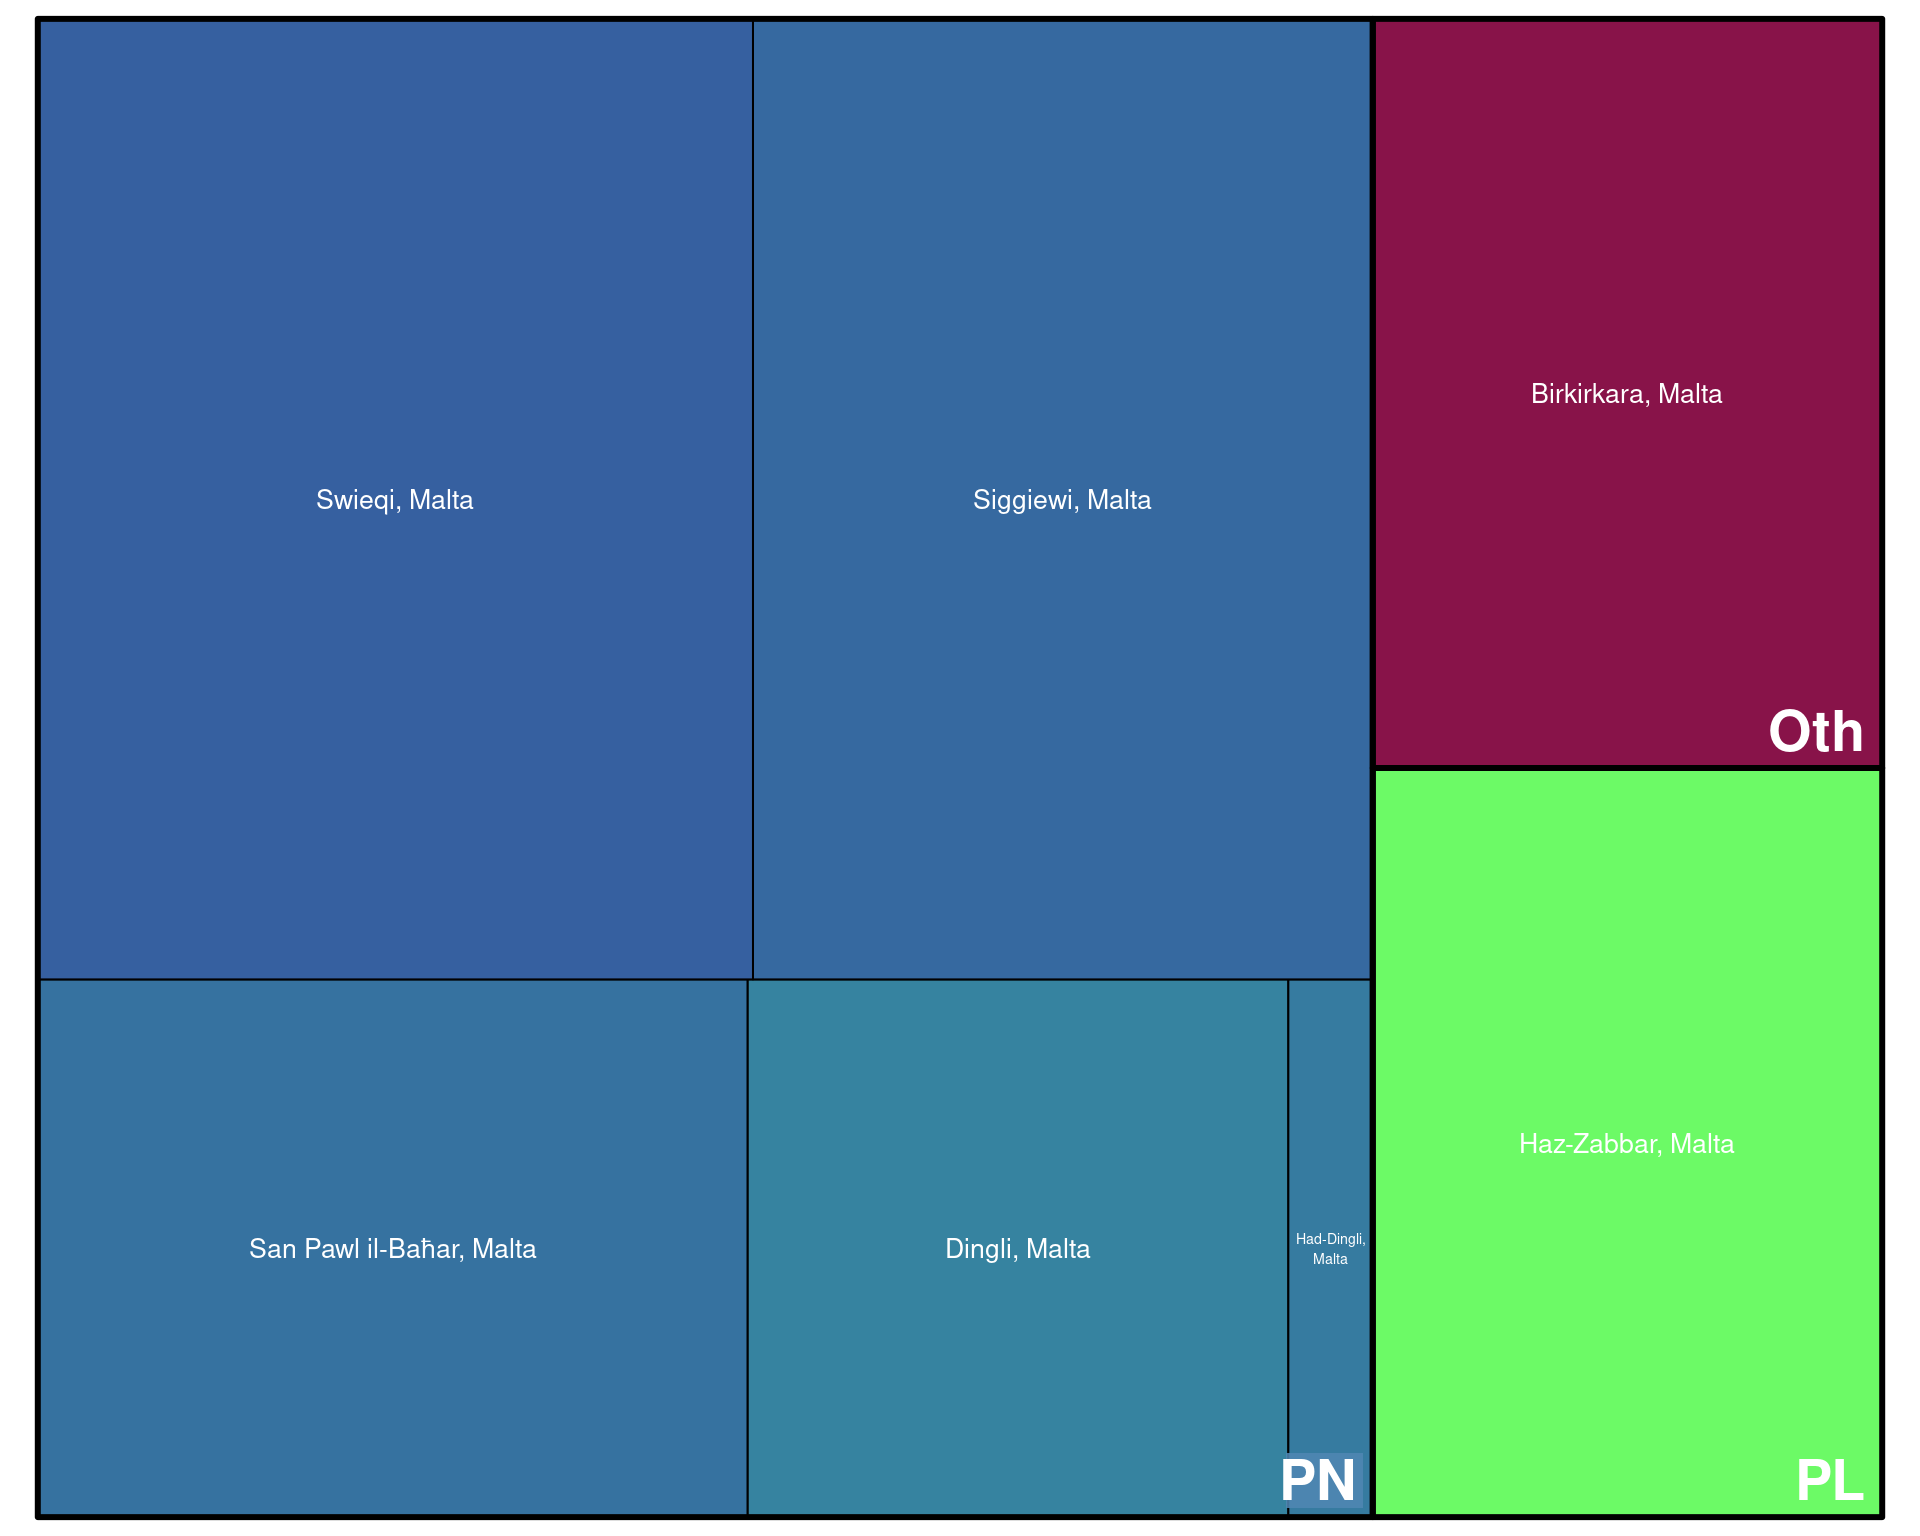 Swieqi, Malta
Siggiewi, Malta
Birkirkara, Malta
Oth
San Pawl il-Baħar, Malta
Dingli, Malta
Had-Dingli,
Malta
PN
Haz-Zabbar, Malta
PL